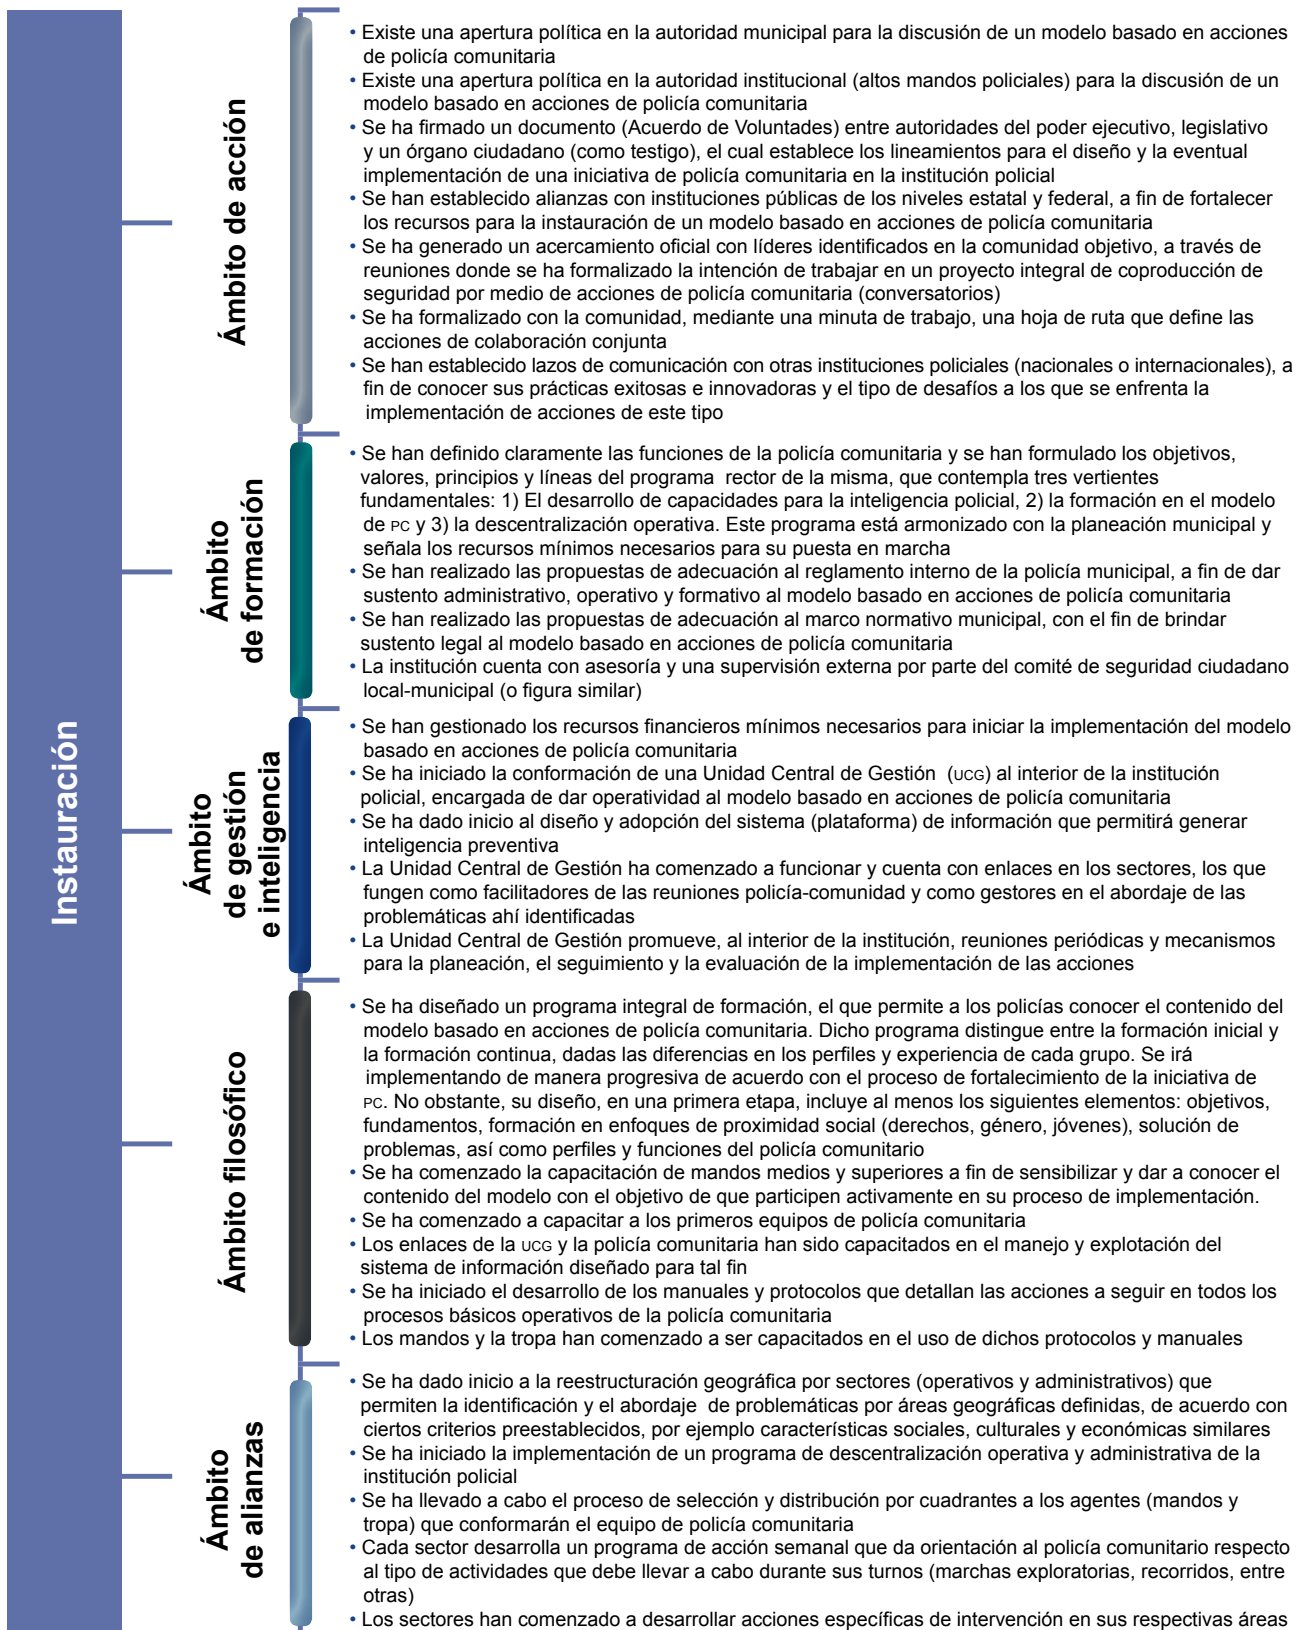 Instauración
Ámbito de acción
• Existe una apertura política en la autoridad municipal para la discusión de un modelo basado en acciones
de policía comunitaria
• Existe una apertura política en la autoridad institucional (altos mandos policiales) para la discusión de un
modelo basado en acciones de policía comunitaria
• Se ha firmado un documento (Acuerdo de Voluntades) entre autoridades del poder ejecutivo, legislativo
y un órgano ciudadano (como testigo), el cual establece los lineamientos para el diseño y la eventual
implementación de una iniciativa de policía comunitaria en la institución policial
• Se han establecido alianzas con instituciones públicas de los niveles estatal y federal, a fin de fortalecer
los recursos para la instauración de un modelo basado en acciones de policía comunitaria
• Se ha generado un acercamiento oficial con líderes identificados en la comunidad objetivo, a través de
reuniones donde se ha formalizado la intención de trabajar en un proyecto integral de coproducción de
seguridad por medio de acciones de policía comunitaria (conversatorios)
• Se ha formalizado con la comunidad, mediante una minuta de trabajo, una hoja de ruta que define las
acciones de colaboración conjunta
• Se han establecido lazos de comunicación con otras instituciones policiales (nacionales o internacionales), a
fin de conocer sus prácticas exitosas e innovadoras y el tipo de desafíos a los que se enfrenta la
implementación de acciones de este tipo
Ámbito
de formación
• Se han definido claramente las funciones de la policía comunitaria y se han formulado los objetivos,
valores, principios y líneas del programa rector de la misma, que contempla tres vertientes
fundamentales: 1) El desarrollo de capacidades para la inteligencia policial, 2) la formación en el modelo
de PC y 3) la descentralización operativa. Este programa está armonizado con la planeación municipal y
señala los recursos mínimos necesarios para su puesta en marcha
• Se han realizado las propuestas de adecuación al reglamento interno de la policía municipal, a fin de dar
sustento administrativo, operativo y formativo al modelo basado en acciones de policía comunitaria
• Se han realizado las propuestas de adecuación al marco normativo municipal, con el fin de brindar
sustento legal al modelo basado en acciones de policía comunitaria
• La institución cuenta con asesoría y una supervisión externa por parte del comité de seguridad ciudadano
local-municipal (o figura similar)
Ámbito
de gestión
e inteligencia
• Se han gestionado los recursos financieros mínimos necesarios para iniciar la implementación del modelo
basado en acciones de policía comunitaria
• Se ha iniciado la conformación de una Unidad Central de Gestión (UCG) al interior de la institución
policial, encargada de dar operatividad al modelo basado en acciones de policía comunitaria
• Se ha dado inicio al diseño y adopción del sistema (plataforma) de información que permitirá generar
inteligencia preventiva
• La Unidad Central de Gestión ha comenzado a funcionar y cuenta con enlaces en los sectores, los que
fungen como facilitadores de las reuniones policía-comunidad y como gestores en el abordaje de las
problemáticas ahí identificadas
• La Unidad Central de Gestión promueve, al interior de la institución, reuniones periódicas y mecanismos
para la planeación, el seguimiento y la evaluación de la implementación de las acciones
Ámbito filosófico
• Se ha diseñado un programa integral de formación, el que permite a los policías conocer el contenido del
modelo basado en acciones de policía comunitaria. Dicho programa distingue entre la formación inicial y
la formación continua, dadas las diferencias en los perfiles y experiencia de cada grupo. Se irá
implementando de manera progresiva de acuerdo con el proceso de fortalecimiento de la iniciativa de
PC. No obstante, su diseño, en una primera etapa, incluye al menos los siguientes elementos: objetivos,
fundamentos, formación en enfoques de proximidad social (derechos, género, jóvenes), solución de
problemas, así como perfiles y funciones del policía comunitario
• Se ha comenzado la capacitación de mandos medios y superiores a fin de sensibilizar y dar a conocer el
contenido del modelo con el objetivo de que participen activamente en su proceso de implementación.
• Se ha comenzado a capacitar a los primeros equipos de policía comunitaria
• Los enlaces de la UCG y la policía comunitaria han sido capacitados en el manejo y explotación del
sistema de información diseñado para tal fin
• Se ha iniciado el desarrollo de los manuales y protocolos que detallan las acciones a seguir en todos los
procesos básicos operativos de la policía comunitaria
• Los mandos y la tropa han comenzado a ser capacitados en el uso de dichos protocolos y manuales
Ámbito
de alianzas
• Se ha dado inicio a la reestructuración geográfica por sectores (operativos y administrativos) que
permiten la identificación y el abordaje de problemáticas por áreas geográficas definidas, de acuerdo con
ciertos criterios preestablecidos, por ejemplo características sociales, culturales y económicas similares
• Se ha iniciado la implementación de un programa de descentralización operativa y administrativa de la
institución policial
• Se ha llevado a cabo el proceso de selección y distribución por cuadrantes a los agentes (mandos y
tropa) que conformarán el equipo de policía comunitaria
• Cada sector desarrolla un programa de acción semanal que da orientación al policía comunitario respecto
al tipo de actividades que debe llevar a cabo durante sus turnos (marchas exploratorias, recorridos, entre
otras)
• Los sectores han comenzado a desarrollar acciones específicas de intervención en sus respectivas áreas